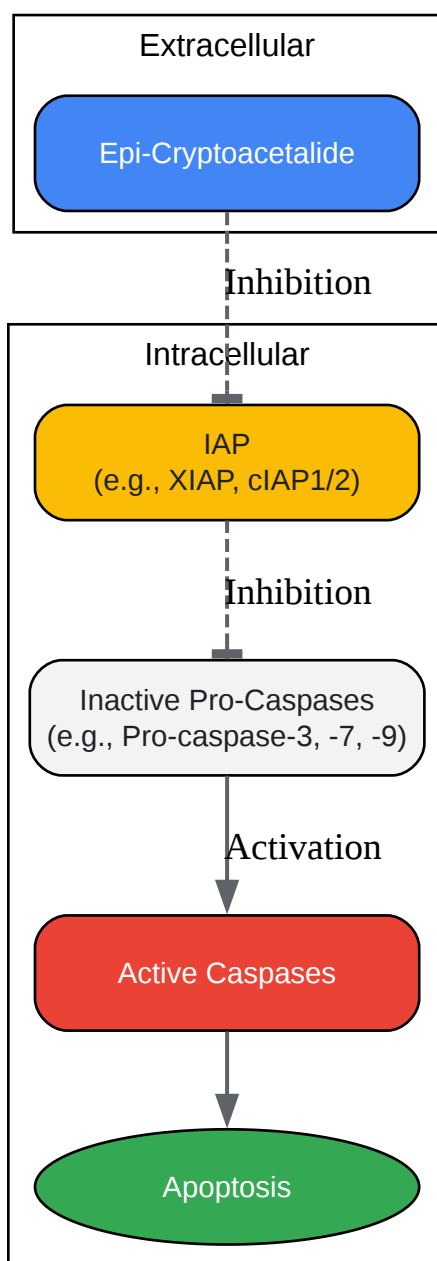 Extracellular
Epi-Cryptoacetalide
Inhibition
Intracellular
IAP
(e.g., XIAP, cIAP1/2)
Inhibition
Inactive Pro-Caspases
(e.g., Pro-caspase-3, -7, -9)
Activation
Active Caspases
Apoptosis